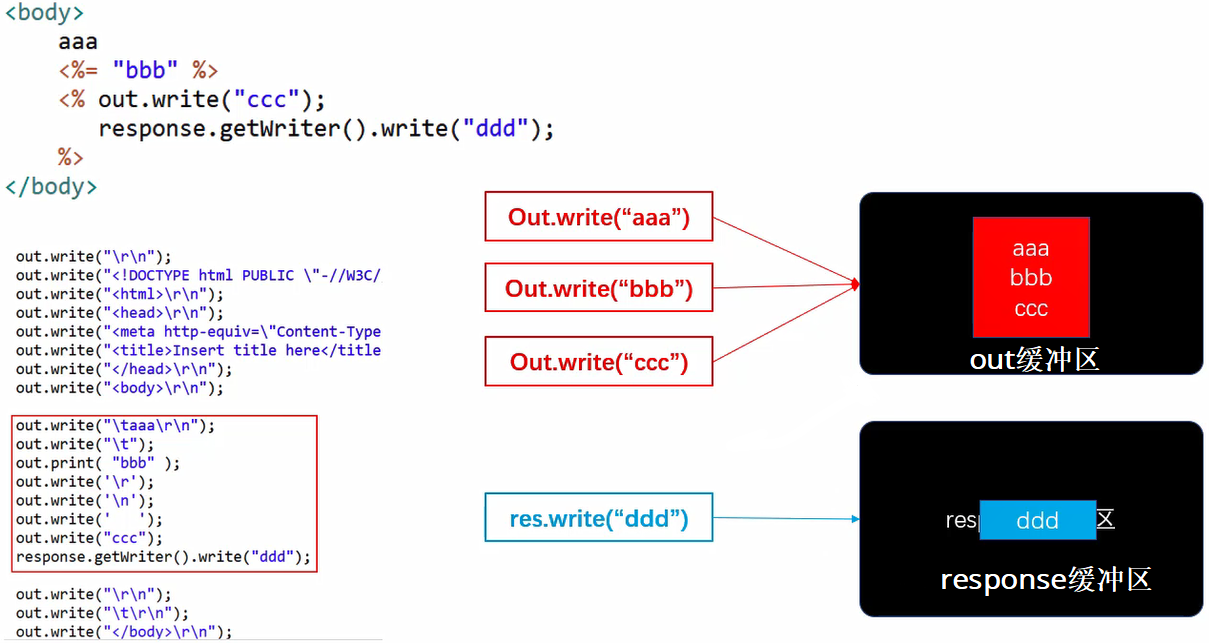 <body>
aaa
<%= "bbb" %>
<% out.write("ccc");
response.getWriter().write("ddd");
%>
</body>
out.write("\r\n");
out.write("<!DOCTYPE html PUBLIC \"-//W3C/
out.write("<html>\r\n");
out.write("<head>\r\n");
out.write("<meta http-equiv=\"Content-Type
out.write("<title>Insert title here</title
out.write("</head>\r\n");
out.write("<body>\r\n");
out.write("\taaa\r\n");
out.write("\t");
out.print( "bbb" );
out.write('\r');
out.write('\n');
out.write('   ');
out.write("ccc");
response.getWriter().write("ddd");
out.write("\r\n");
out.write("\t\r\n");
out.write("</body>\r\n");
Out.write(“aaa”)
Out.write(“bbb”)
Out.write(“ccc”)
aaa
bbb
ccc
out缓冲区
res.write(“ddd”)
res
ddd
区
response缓冲区